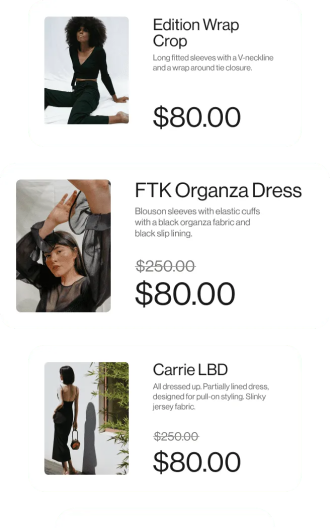 Edition Wrap
Crop
Long fitted sleeves with a V-neckline
and a wrap around tie closure.
$80.00
FTK Organza Dress
Blouson sleeves with elastic cuffs
with a black organza fabric and
black slip lining.
$250.00
$80.00
Carrie LBD
All dressed up. Partially lined dress,
designed for pull-on styling. Slinky
jersey fabric.
$250.00
$80.00